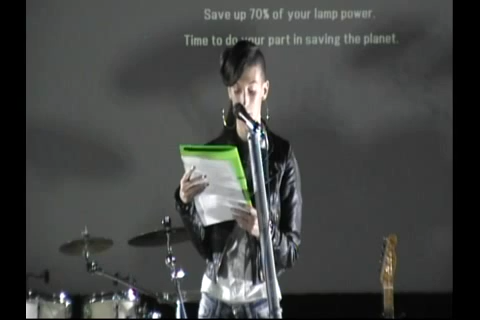 Save up 70% of your lamp power.
Time to do your part in saving the planet.